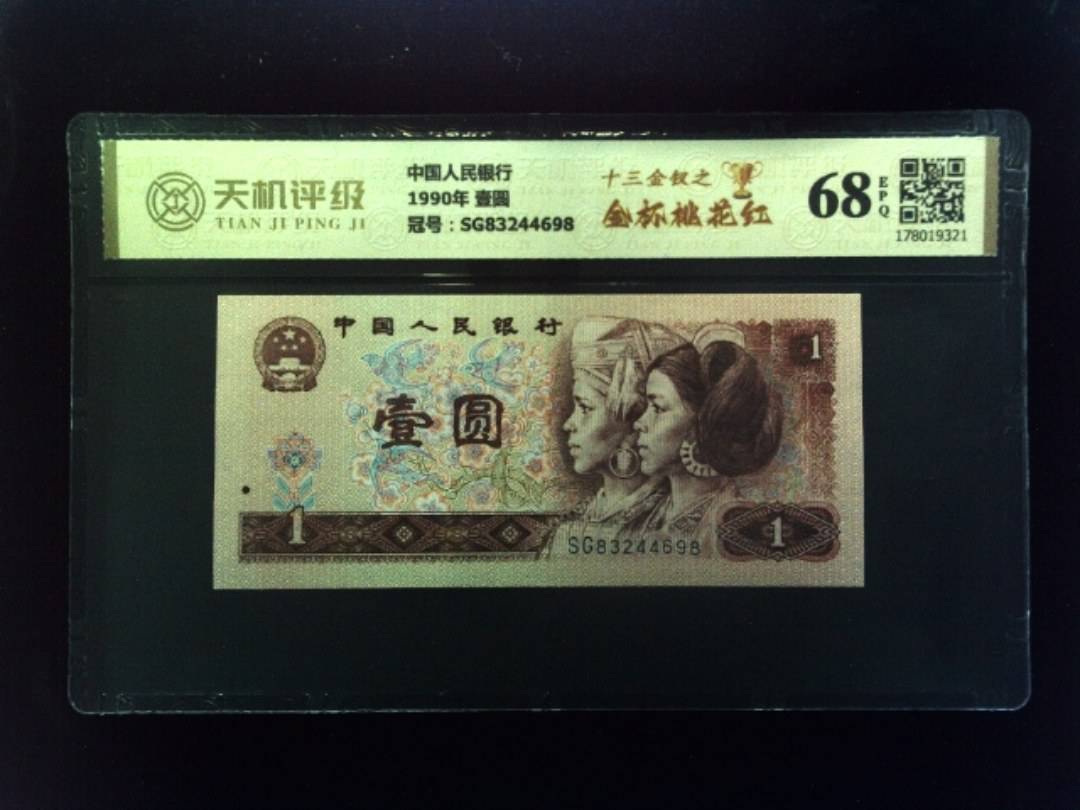 天机评级
TIAN JI PING JI
中国人民银行
1990年 壹圆
冠号：SG83244698
十三金钗之
金杯桃花红
68
EPQ
178019321
中国人民银行
1
壹圆
1
SG83244698
1